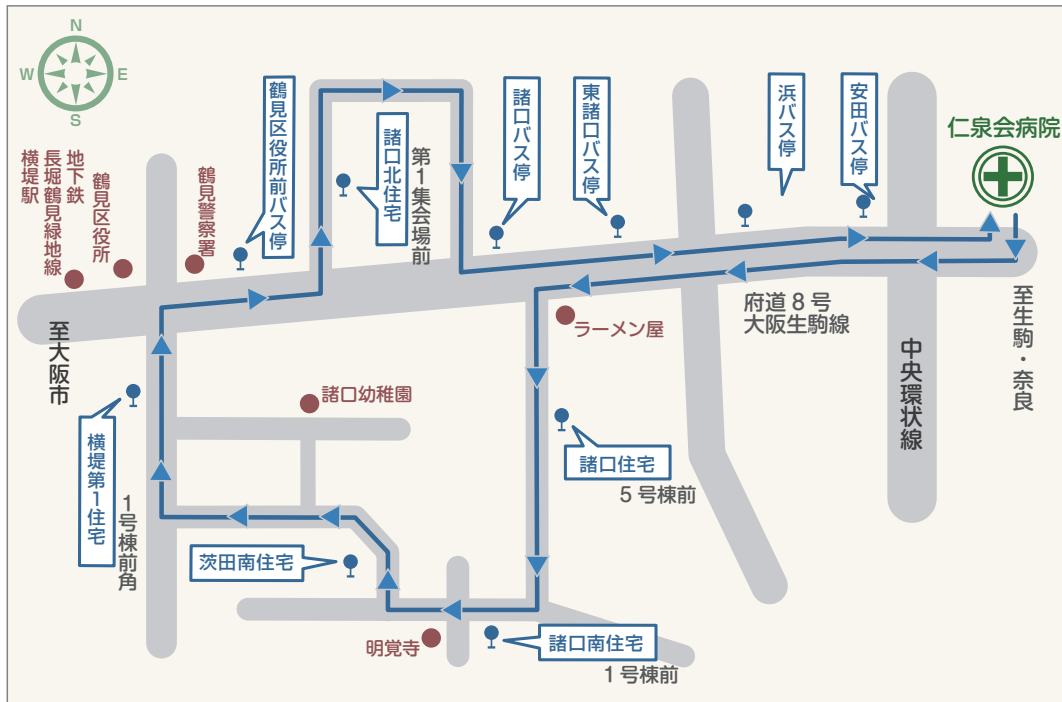 N
W
E
S
地下鉄
長堀鶴見緑地線
横堤駅
鶴見区役所
鶴見警察署
鶴見区役所前バス停
諸口北住宅
第1集会場前
諸口バス停
東諸口バス停
浜バス停
安田バス停
仁泉会病院
至大阪市
ラーメン屋
府道8号
大阪生駒線
中央環状線
至生駒・奈良
諸口幼稚園
横堤第1住宅
1号棟前角
諸口住宅
5号棟前
茨田南住宅
明覚寺
諸口南住宅
1号棟前